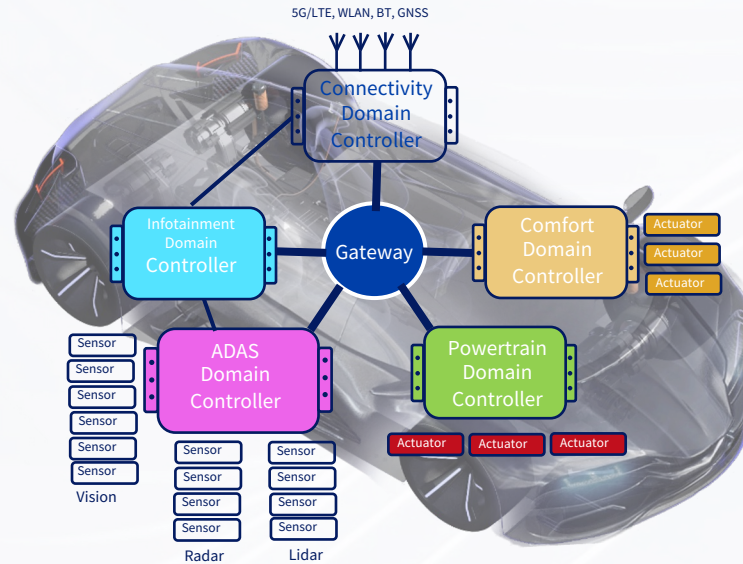 5G/LTE, WLAN, BT, GNSS
Connectivity
Domain
Controller
Infotainment
Domain
Controller
Gateway
Comfort
Domain
Controller
Actuator
Actuator
Actuator
ADAS
Domain
Controller
Powertrain
Domain
Controller
Sensor
Sensor
Sensor
Sensor
Sensor
Sensor
Vision
Actuator
Actuator
Actuator
Sensor
Sensor
Sensor
Sensor
Radar
Sensor
Sensor
Sensor
Sensor
Lidar